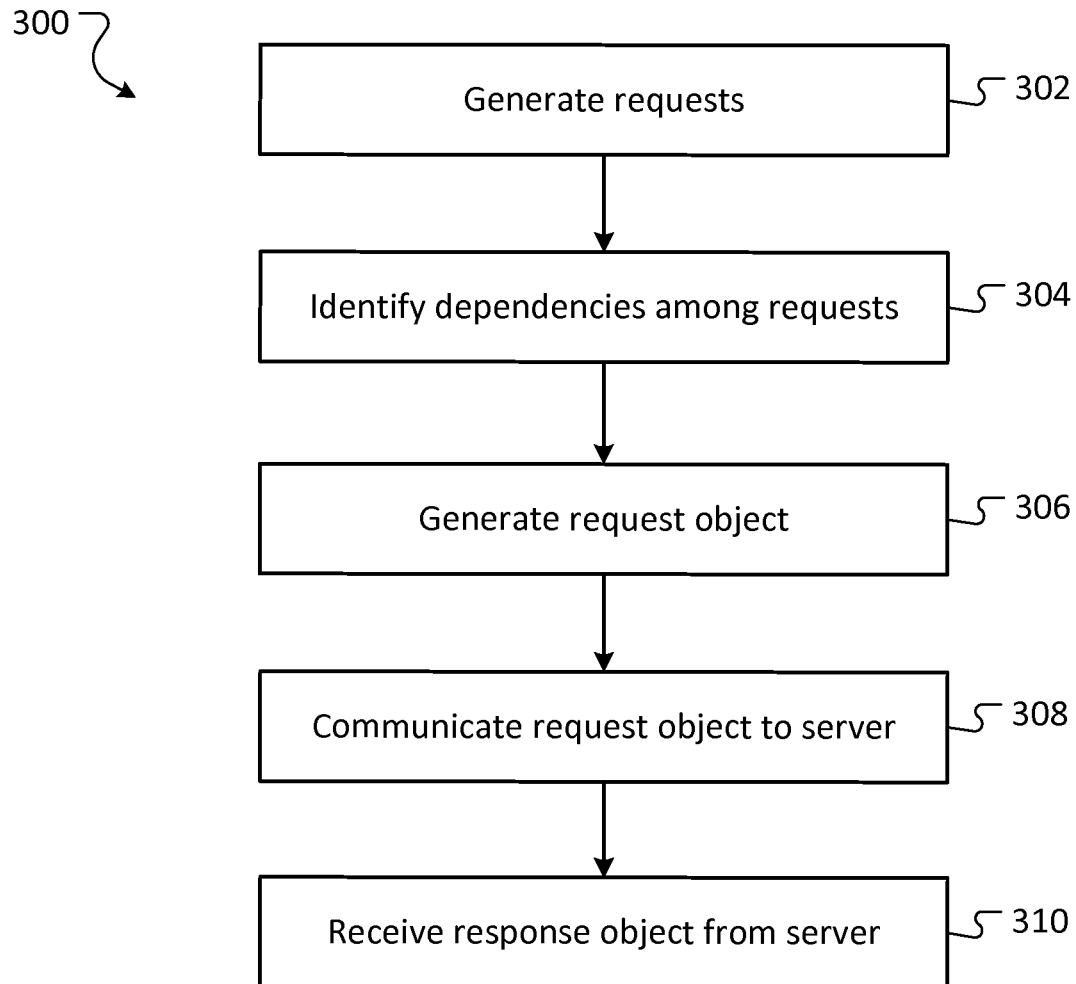 300
Generate requests
302
Identify dependencies among requests
304
Generate request object
306
Communicate request object to server
308
Receive response object from server
310